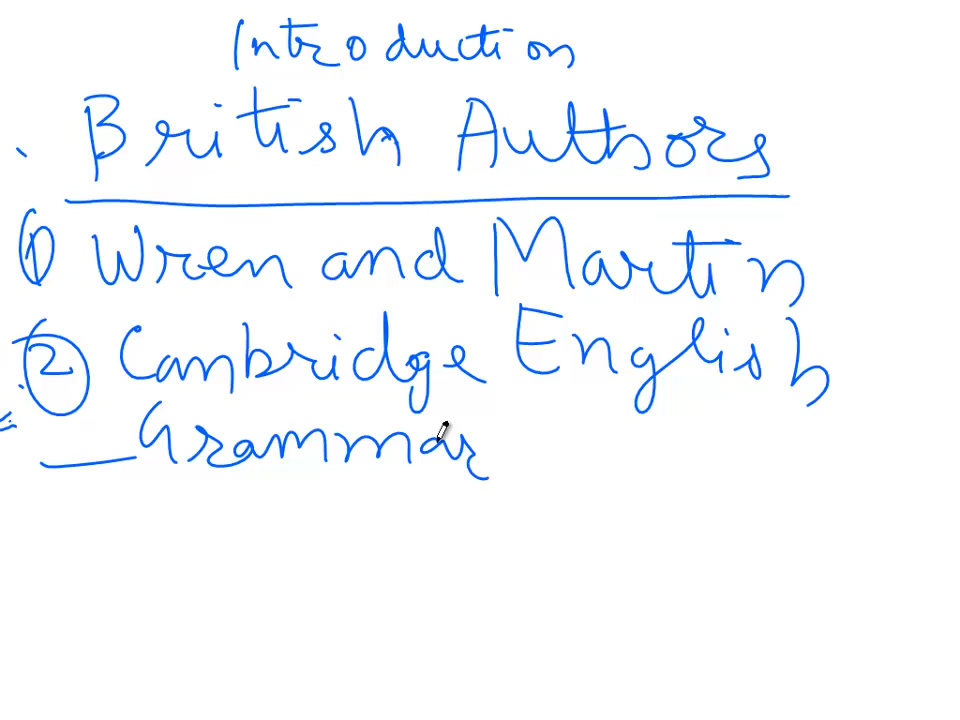 Introduction
British Authors
(1) Wren and Martin
(2) Cambridge English
Grammar